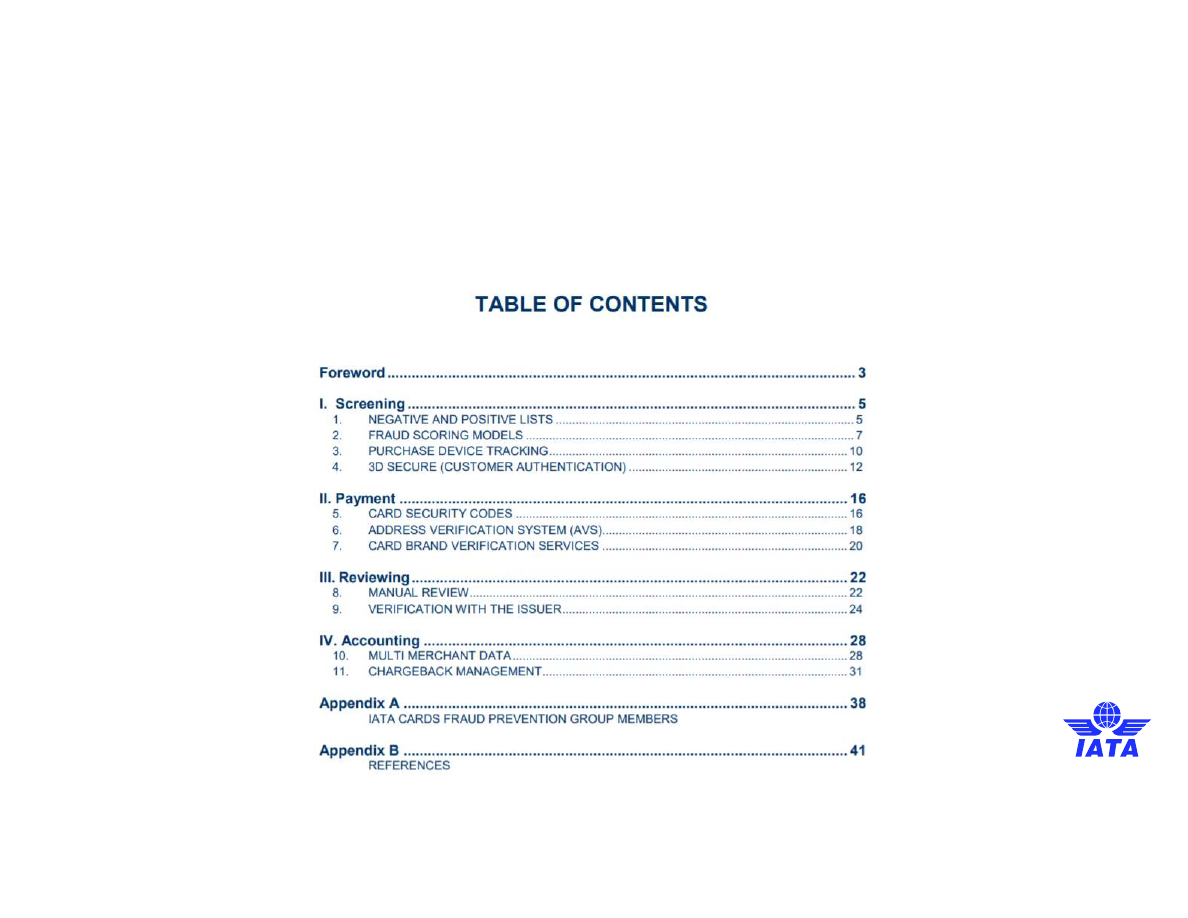 TABLE OF CONTENTS
Foreword ........................................................................................................ 3
I. Screening ........................................................................................................ 5
1. NEGATIVE AND POSITIVE LISTS ........................................................................................ 5
2. FRAUD SCORING MODELS ........................................................................................ 7
3. PURCHASE DEVICE TRACKING........................................................................................ 10
4. 3D SECURE (CUSTOMER AUTHENTICATION) ................................................................ 12
II. Payment ........................................................................................................ 16
5. CARD SECURITY CODES ........................................................................................ 16
6. ADDRESS VERIFICATION SYSTEM (AVS)........................................................................ 18
7. CARD BRAND VERIFICATION SERVICES ........................................................................ 20
III. Reviewing........................................................................................................ 22
8. MANUAL REVIEW........................................................................................ 22
9. VERIFICATION WITH THE ISSUER........................................................................................ 24
IV. Accounting ........................................................................................................ 28
10. MULTI MERCHANT DATA........................................................................................ 28
11. CHARGEBACK MANAGEMENT........................................................................................ 31
Appendix A ........................................................................................................ 38
IATA CARDS FRAUD PREVENTION GROUP MEMBERS
IATA
Appendix B ........................................................................................................ 41
REFERENCES